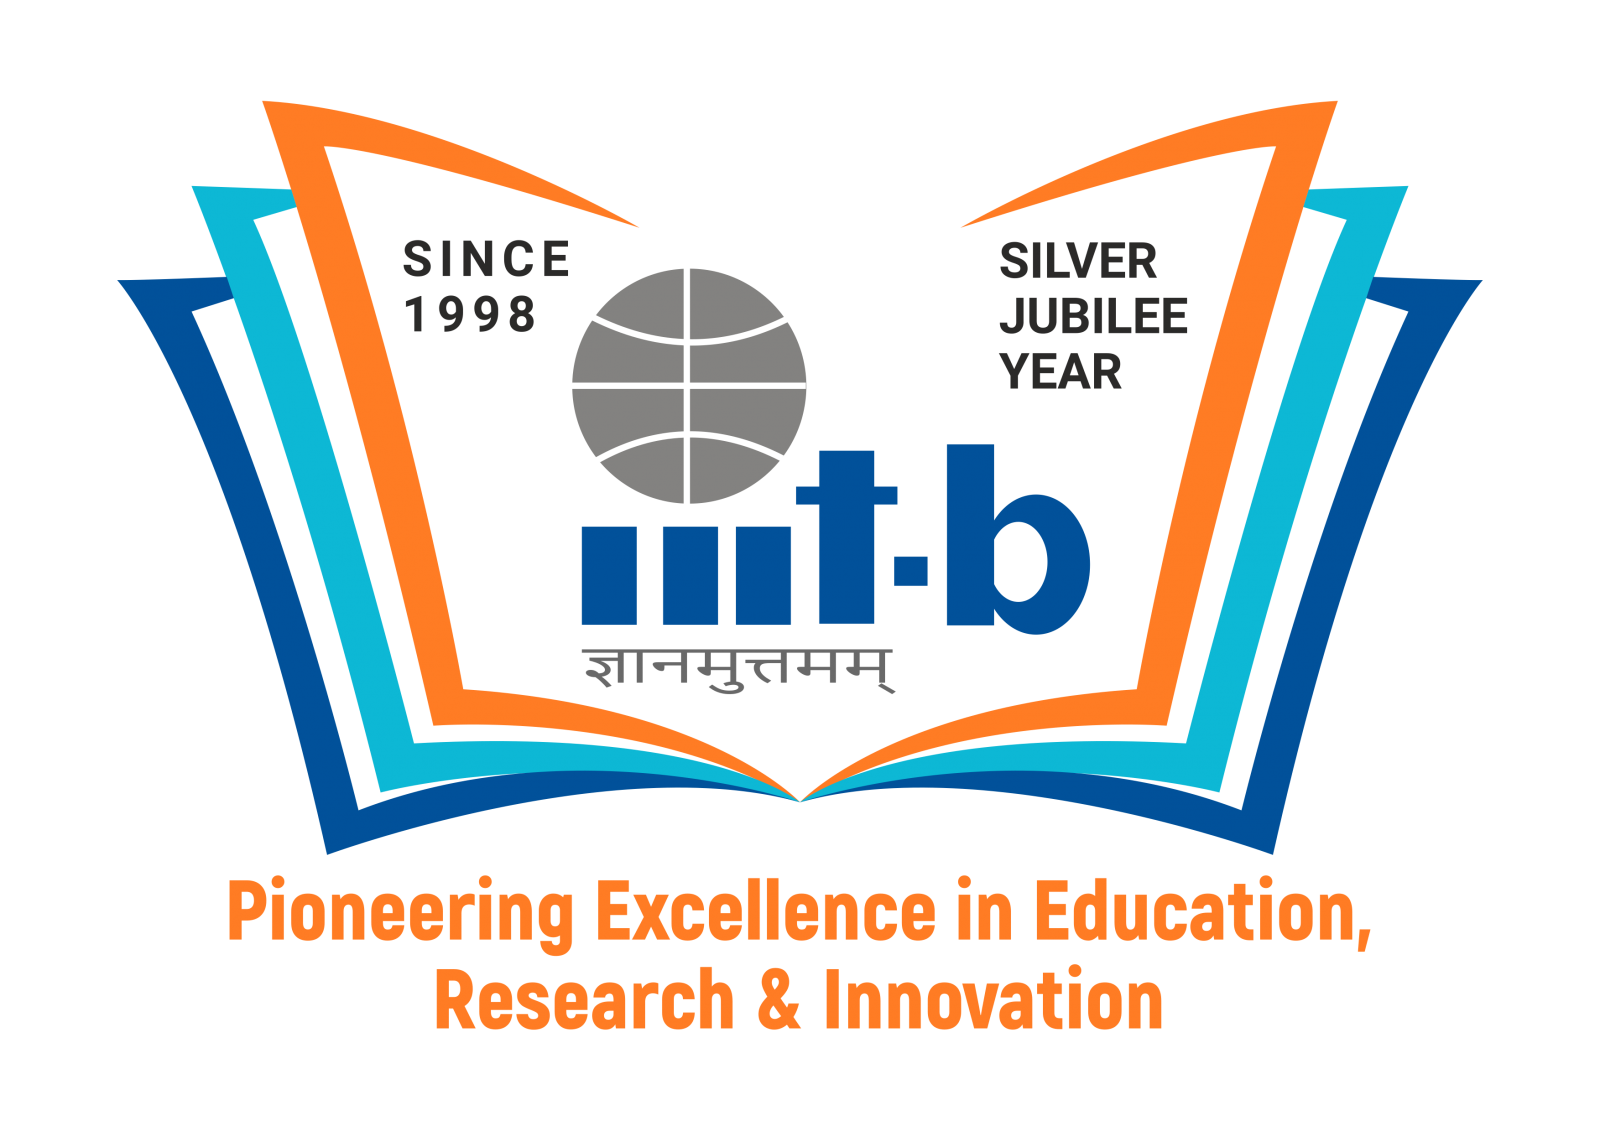 SINCE
1998
SILVER
JUBILEE
YEAR
iiit-b
ज्ञानमुत्तमम्
Pioneering Excellence in Education,
Research & Innovation